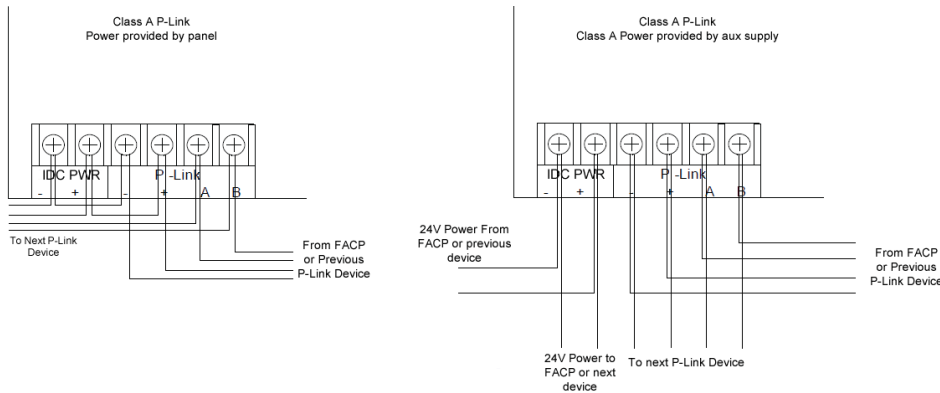 Class A P-Link
Power provided by panel
IDC PWR
P -Link
-
+
-
+
A
B
To Next P-Link
Device
From FACP
or Previous
P-Link Device
Class A P-Link
Class A Power provided by aux supply
IDC PWR
P -Link
-
+
-
+
A
B
24V Power From
FACP or previous
device
From FACP
or Previous
P-Link Device
24V Power to
FACP or next
device
To next P-Link Device